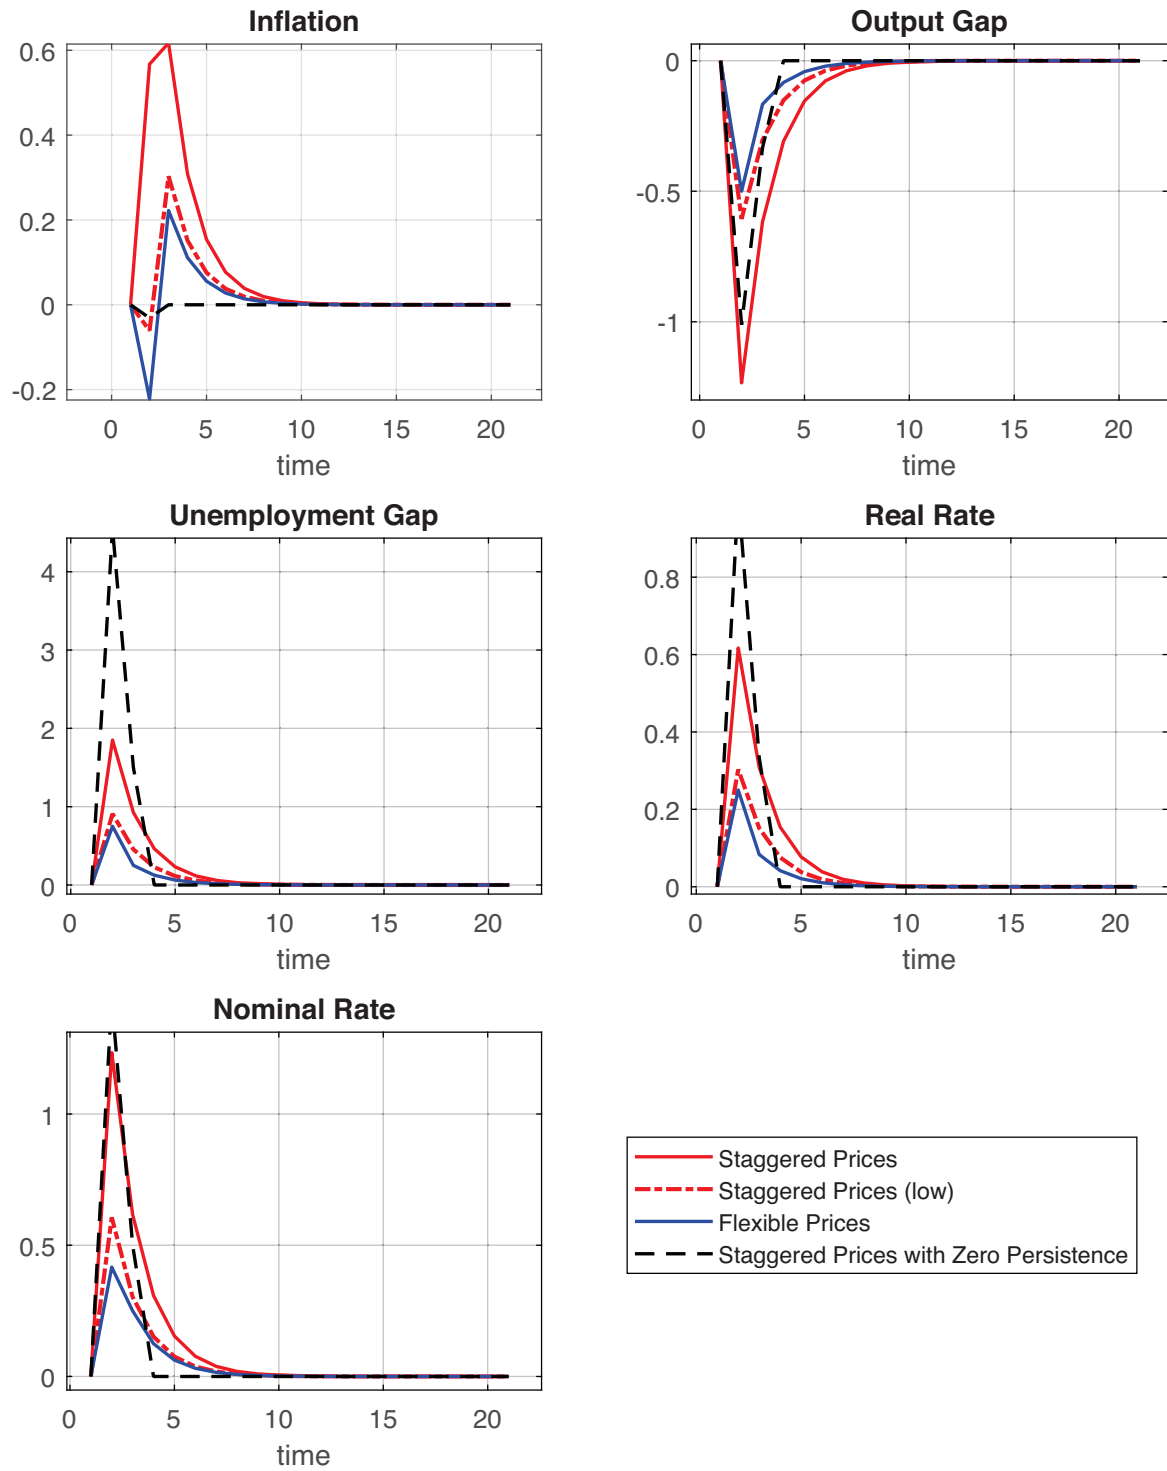 Inflation
0.6
0.4
0.2
0
-0.2
0 5 10 15 20
time
Output Gap
0
-0.5
-1
0 5 10 15 20
time
Unemployment Gap
4
3
2
1
0
0 5 10 15 20
time
Real Rate
0.8
0.6
0.4
0.2
0
0 5 10 15 20
time
Nominal Rate
1
0.5
0
0 5 10 15 20
time
Staggered Prices
Staggered Prices (low)
Flexible Prices
Staggered Prices with Zero Persistence